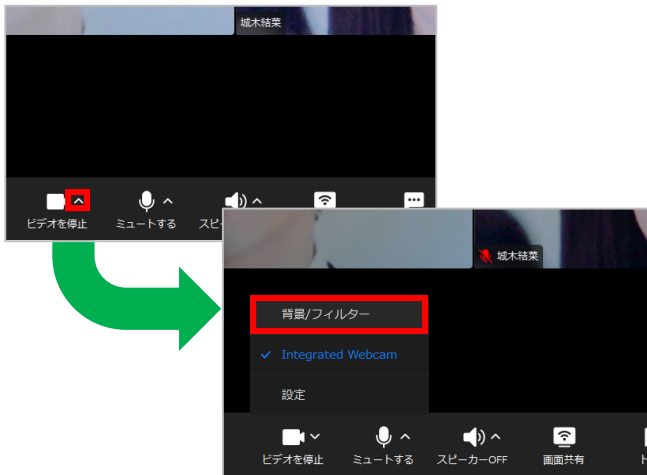 城木結菜
ビデオを停止
ミュートする
城木結菜
背景/フィルター
Integrated Webcam
設定
ビデオを停止
ミュートする
スピーカーOFF
画面共有